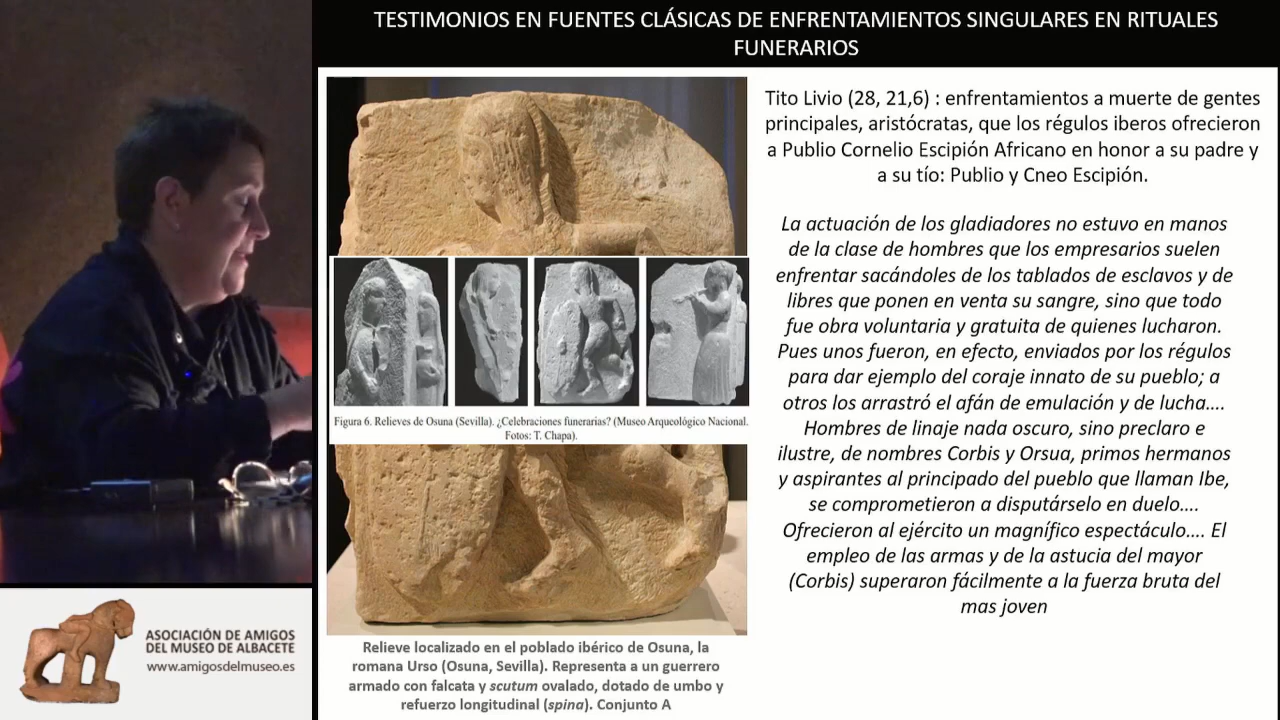 TESTIMONIOS EN FUENTES CLÁSICAS DE ENFRENTAMIENTOS SINGULARES EN RITUALES
FUNERARIOS
Tito Livio (28, 21,6) : enfrentamientos a muerte de gentes
principales, aristócratas, que los régulos iberos ofrecieron
a Publio Cornelio Escipión Africano en honor a su padre y
a su tío: Publio y Cneo Escipión.
La actuación de los gladiadores no estuvo en manos
de la clase de hombres que los empresarios suelen
enfrentar sacándoles de los tablados de esclavos y de
libres que ponen en venta su sangre, sino que todo
fue obra voluntaria y gratuita de quienes lucharon.
Pues unos fueron, en efecto, enviados por los régulos
para dar ejemplo del coraje innato de su pueblo; a
otros los arrastró el afán de emulación y de lucha....
Hombres de linaje nada oscuro, sino preclaro e
ilustre, de nombres Corbis y Orsua, primos hermanos
y aspirantes al principado del pueblo que llaman Ibe,
se comprometieron a disputárselo en duelo....
Ofrecieron al ejército un magnífico espectáculo.... El
empleo de las armas y de la astucia del mayor
(Corbis) superaron fácilmente a la fuerza bruta del
mas joven
Figura 6. Relieves de Osuna (Sevilla). ¿Celebraciones funerarias? (Museo Arqueológico Nacional.
Fotos: T. Chapa).
Relieve localizado en el poblado ibérico de Osuna, la
romana Urso (Osuna, Sevilla). Representa a un guerrero
armado con falcata y scutum ovalado, dotado de umbo y
refuerzo longitudinal (spina). Conjunto A
ASOCIACIÓN DE AMIGOS
DEL MUSEO DE ALBACETE
www.amigosdelmuseo.es